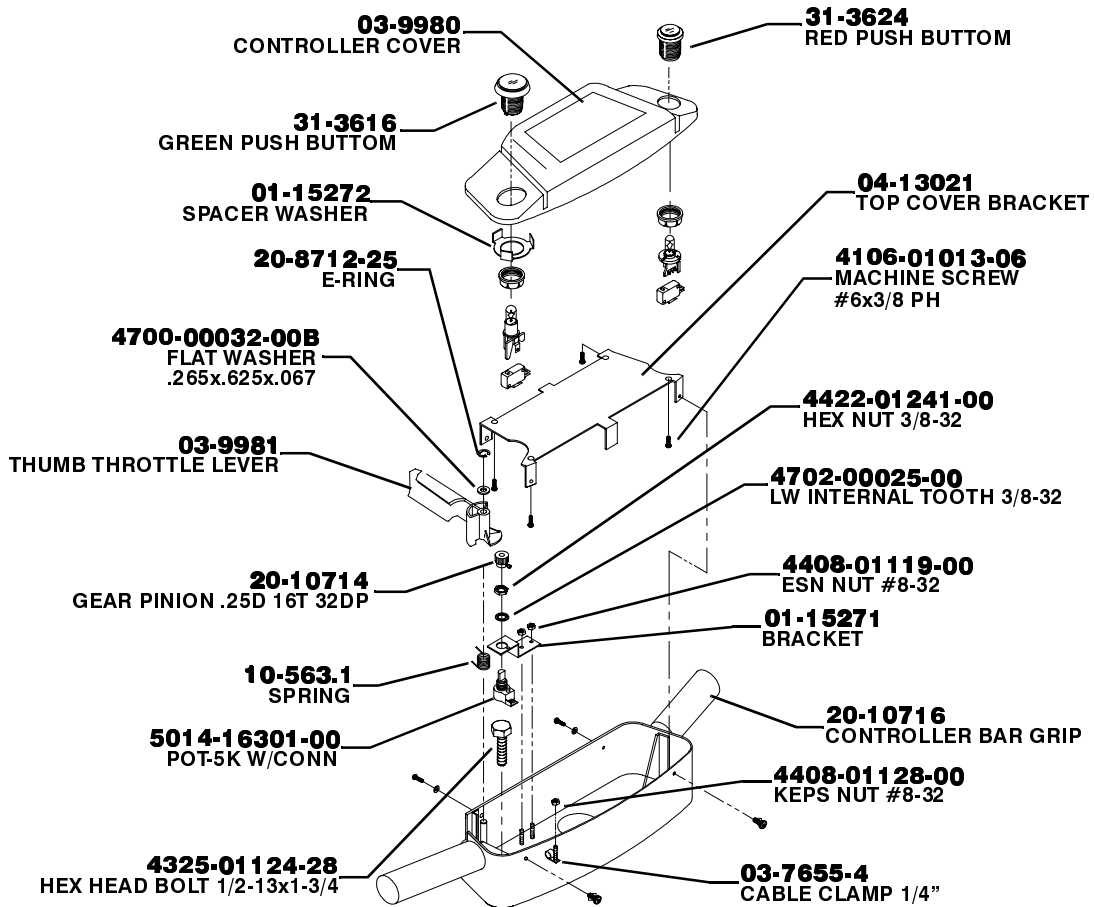 03-9980
CONTROLLER COVER
31-3624
RED PUSH BUTTOM
31-3616
GREEN PUSH BUTTOM
01-15272
SPACER WASHER
04-13021
TOP COVER BRACKET
20-8712-25
E-RING
4106-01013-06
MACHINE SCREW
#6x3/8 PH
4700-00032-00B
FLAT WASHER
.265x.625x.067
4422-01241-00
HEX NUT 3/8-32
03-9981
THUMB THROTTLE LEVER
4702-00025-00
LW INTERNAL TOOTH 3/8-32
20-10714
GEAR PINION .25D 16T 32DP
4408-01119-00
ESN NUT #8-32
01-15271
BRACKET
10-563.1
SPRING
20-10716
CONTROLLER BAR GRIP
5014-16301-00
POT-5K W/CONN
4408-01128-00
KEPS NUT #8-32
4325-01124-28
HEX HEAD BOLT 1/2-13x1-3/4
03-7655-4
CABLE CLAMP 1/4”